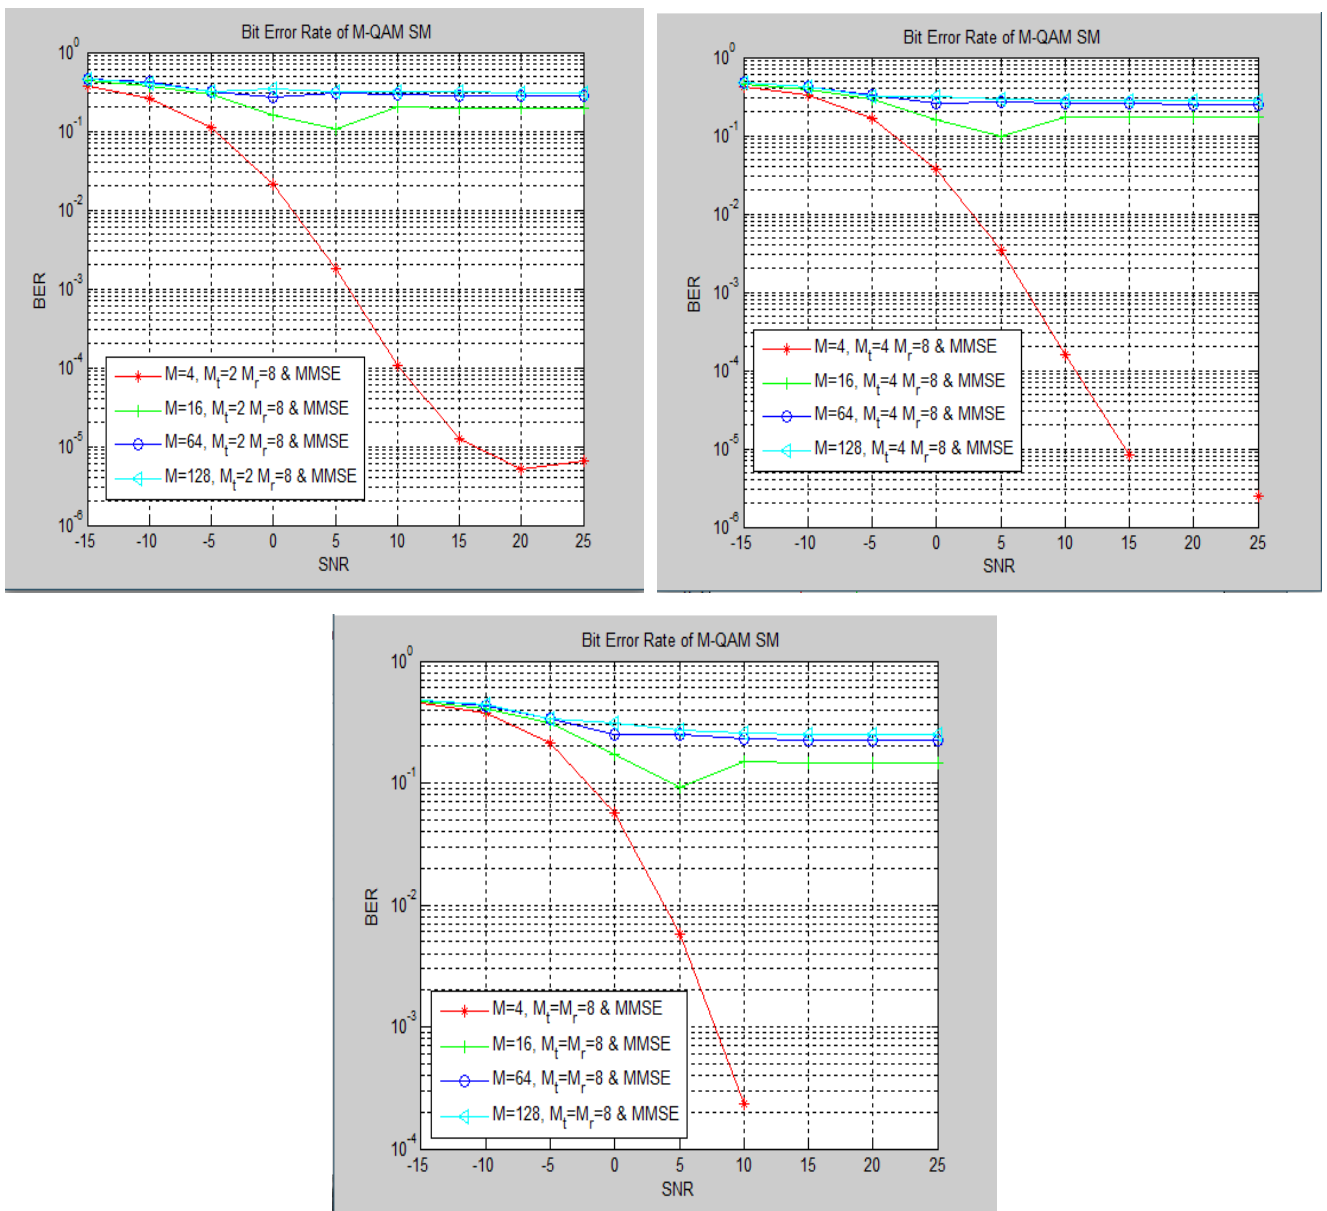 Bit Error Rate of M-QAM SM
10^0
10^-1
10^-2
10^-3
10^-4
10^-5
10^-6
BER
M=4, M_t=2 M_r=8 & MMSE
M=16, M_t=2 M_r=8 & MMSE
M=64, M_t=2 M_r=8 & MMSE
M=128, M_t=2 M_r=8 & MMSE
-15 -10 -5 0 5 10 15 20 25
SNR
Bit Error Rate of M-QAM SM
10^0
10^-1
10^-2
10^-3
10^-4
10^-5
10^-6
BER
M=4, M_t=4 M_r=8 & MMSE
M=16, M_t=4 M_r=8 & MMSE
M=64, M_t=4 M_r=8 & MMSE
M=128, M_t=4 M_r=8 & MMSE
-15 -10 -5 0 5 10 15 20 25
SNR
Bit Error Rate of M-QAM SM
10^0
10^-1
10^-2
10^-3
10^-4
BER
M=4, M_t=M_r=8 & MMSE
M=16, M_t=M_r=8 & MMSE
M=64, M_t=M_r=8 & MMSE
M=128, M_t=M_r=8 & MMSE
-15 -10 -5 0 5 10 15 20 25
SNR